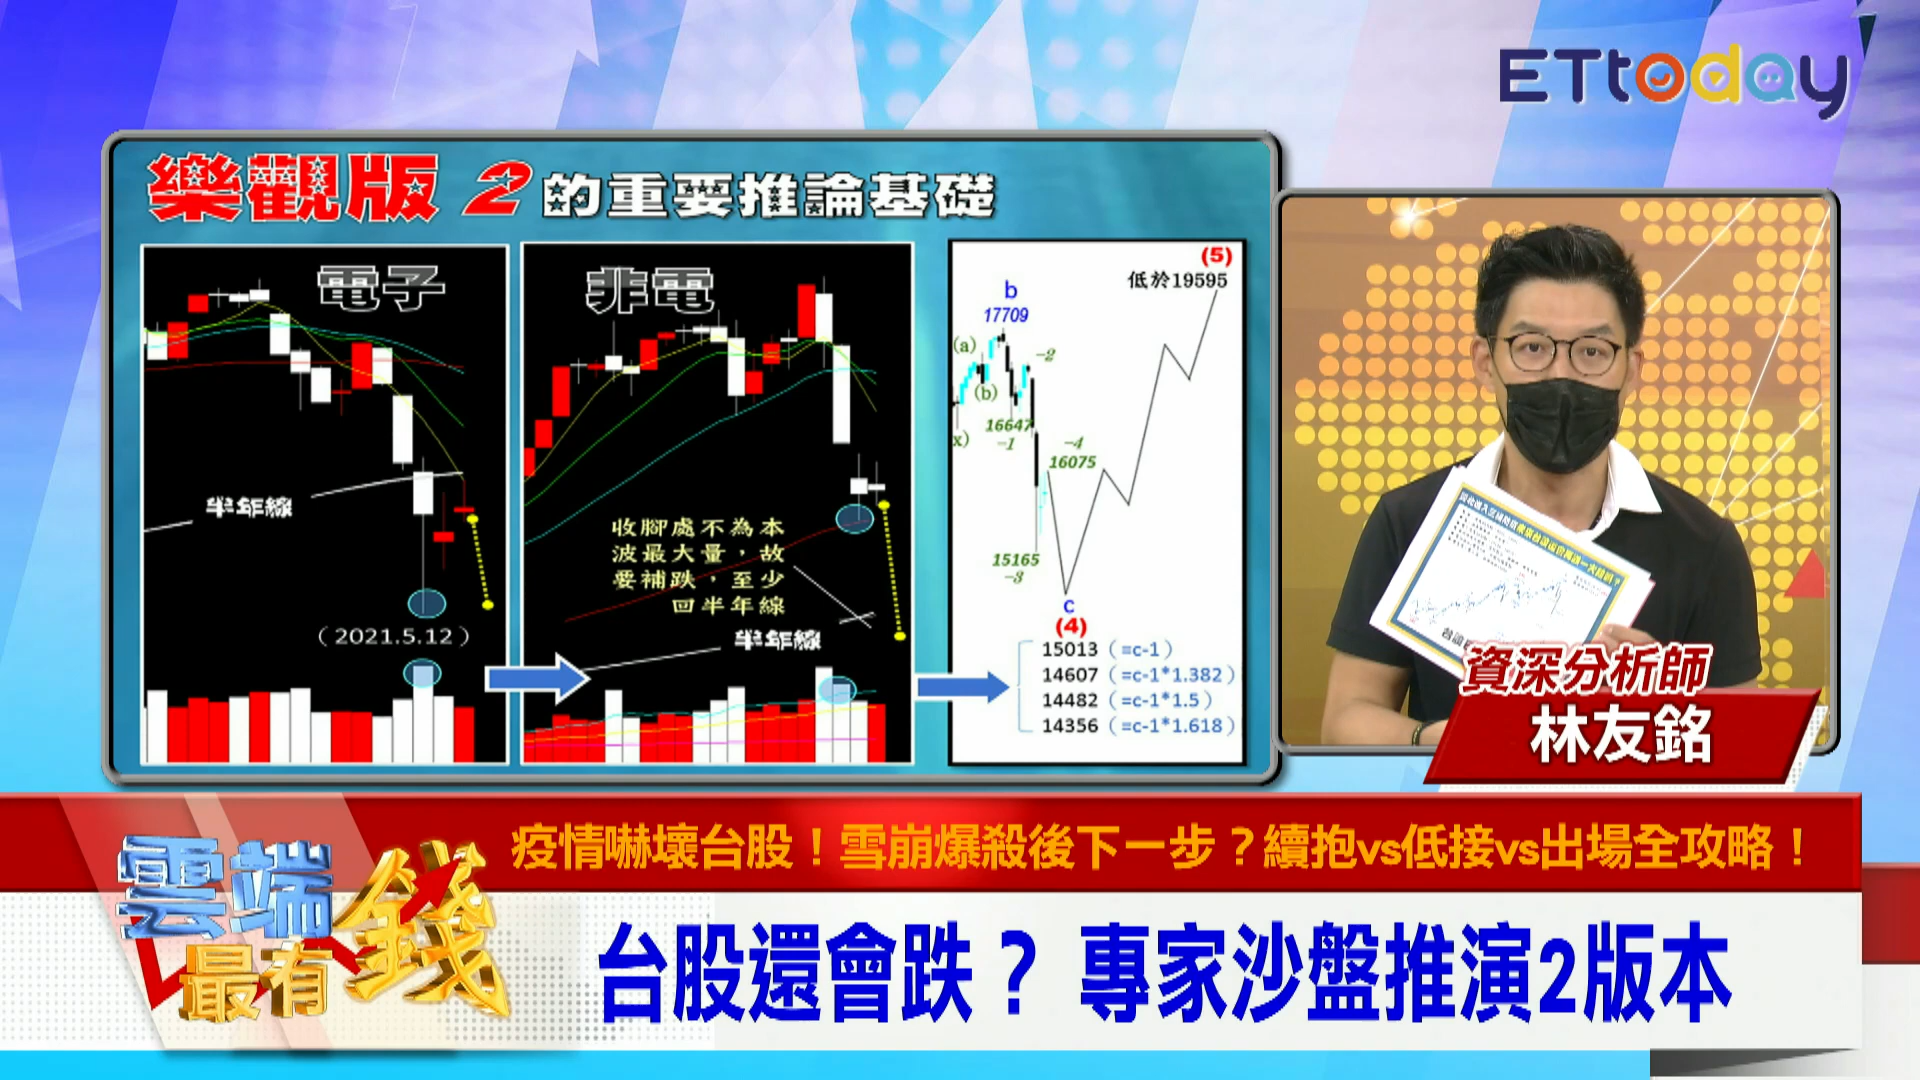 ETtoday
樂觀版 2 的重要推論基礎
電子
半年線
(2021.5.12)
非電
收腳處不為本
波最大量，故
要補跌，至少
回半年線
半年線
(5)
低於19595
b
17709
(a)
-2
(b)
16647
x)
-1
-4
16075
15165
-3
c
(4)
15013 (=c-1)
14607 (=c-1*1.382)
14482 (=c-1*1.5)
14356 (=c-1*1.618)
資深分析師
林友銘
疫情嚇壞台股！雪崩爆殺後下一步？續抱vs低接vs出場全攻略！
雲端最有錢
台股還會跌？ 專家沙盤推演2版本